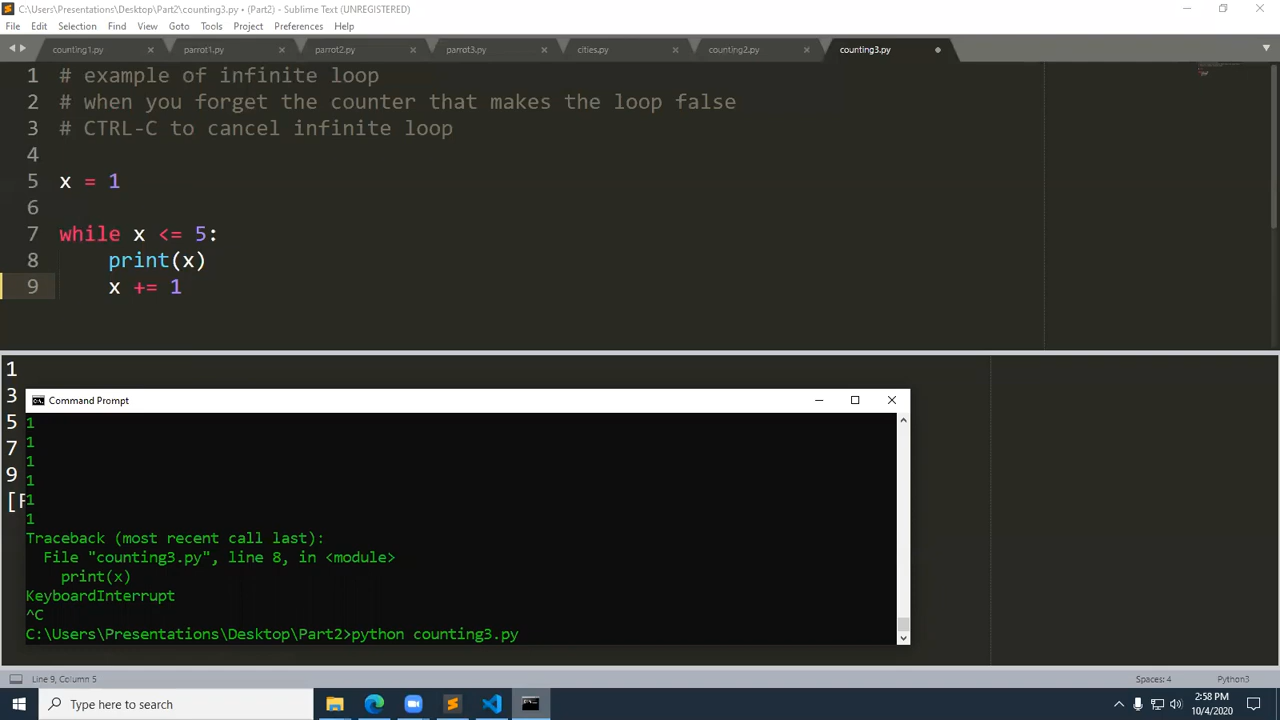 C:\Users\Presentations\Desktop\Part2\counting3.py • (Part2) - Sublime Text (UNREGISTERED)
File Edit Selection Find View Goto Tools Project Preferences Help
counting1.py parrot1.py parrot2.py parrot3.py cities.py counting2.py counting3.py
1 # example of infinite loop
2 # when you forget the counter that makes the loop false
3 # CTRL-C to cancel infinite loop
4
5 x = 1
6
7 while x <= 5:
8 print(x)
9 x += 1
1
3
5
7
9
[F
Command Prompt
1
1
1
1
1
1
Traceback (most recent call last):
File "counting3.py", line 8, in <module>
print(x)
KeyboardInterrupt
^C
C:\Users\Presentations\Desktop\Part2>python counting3.py
Line 9, Column 5 Spaces: 4 Python3
Type here to search
2:58 PM
10/4/2020